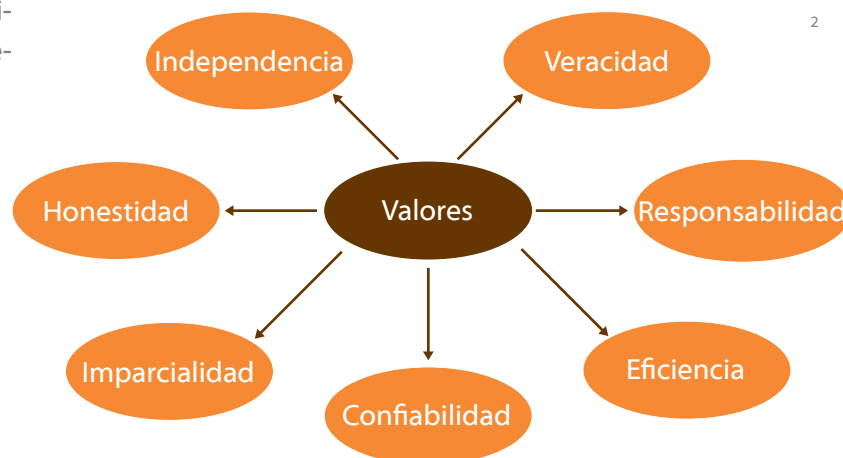 i-
e-
2
Independencia
Veracidad
Honestidad
Valores
Responsabilidad
Imparcialidad
Eficiencia
Confiabilidad